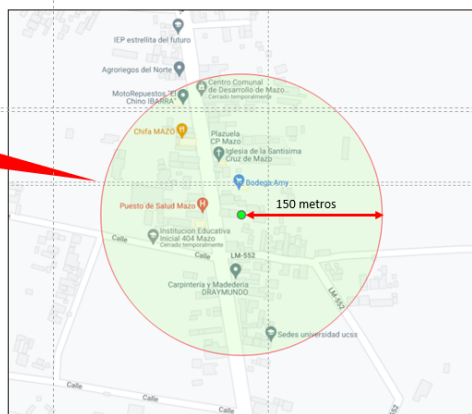 IEP estrellita del futuro
Agroriegos del Norte
MotoRepuestos "El
Chino IBARRA"
Centro Comunal
de Desarrollo de Mazo
Cerrado temporalmente
Chifa MAZO
Plazuela
CP Mazo
Iglesia de la Santisima
Cruz de Mazo
Bodega Amy
Puesto de Salud Mazo
150 metros
Institucion Educativa
Inicial 404 Mazo
Cerrado temporalmente
Calle
Calle
LM-552
Carpinteria y Madederia
DRAYMUNDO
Sedes universidad ucss
Calle
Calle
LM-552